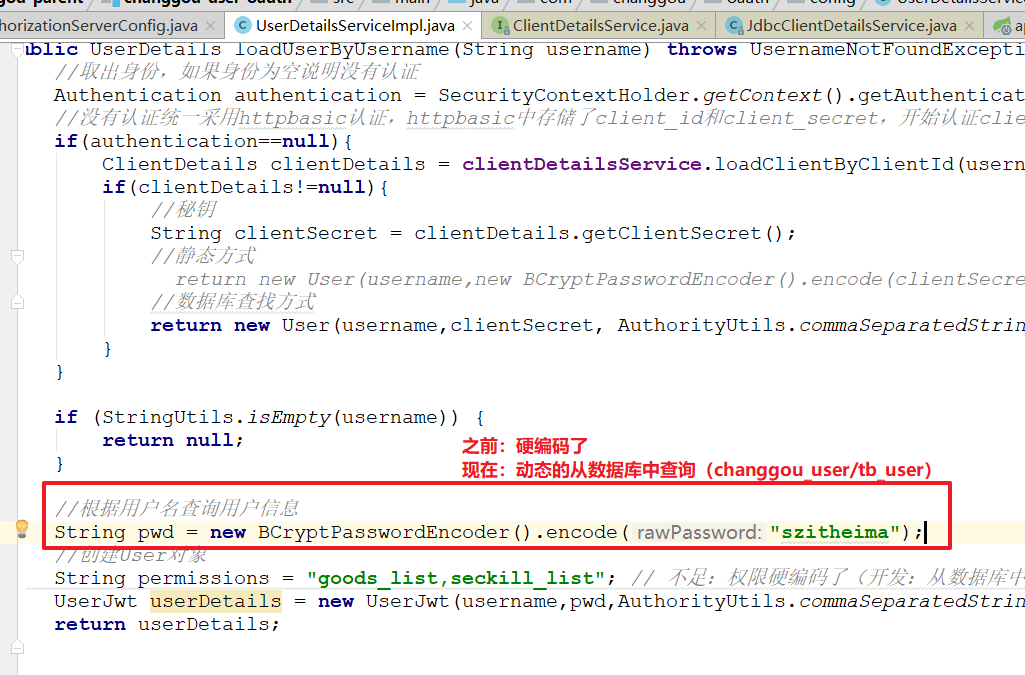 changgou-user-oauth src main java com changgou oauth config
horizationServerConfig.java × UserDetailsServiceImpl.java × ClientDetailsService.java × JdbcClientDetailsService.java ×
ublic UserDetails loadUserByUsername(String username) throws UsernameNotFoundExcepti
//取出身份，如果身份为空说明没有认证
Authentication authentication = SecurityContextHolder.getContext().getAuthenticat
//没有认证统一采用httpbasic认证，httpbasic中存储了client_id和client_secret，开始认证clie
if(authentication==null){
ClientDetails clientDetails = clientDetailsService.loadClientByClientId(usern
if(clientDetails!=null){
//秘钥
String clientSecret = clientDetails.getClientSecret();
//静态方式
return new User(username,new BCryptPasswordEncoder().encode(clientSecre
//数据库查找方式
return new User(username,clientSecret, AuthorityUtils.commaSeparatedStrin
}
}
if (StringUtils.isEmpty(username)) {
return null;
}
之前：硬编码了
现在：动态的从数据库中查询（changgou_user/tb_user）
//根据用户名查询用户信息
String pwd = new BCryptPasswordEncoder().encode( rawPassword: "szitheima");
//创建User对象
String permissions = "goods_list,seckill_list"; // 不足：权限硬编码了（开发：从数据库中
UserJwt userDetails = new UserJwt(username,pwd,AuthorityUtils.commaSeparatedStrin
return userDetails;